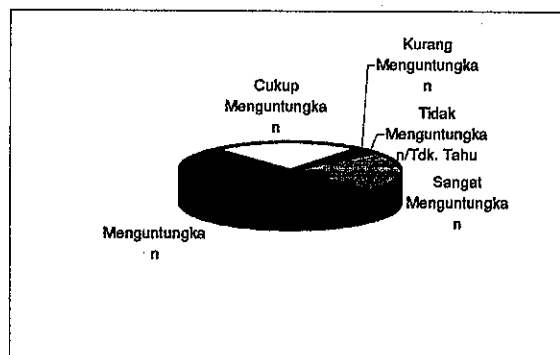 Kurang
Menguntungka
n
Cukup
Menguntungka
n
Tidak
Menguntungka
n/Tdk. Tahu
Sangat
Menguntungka
n
Menguntungka
n